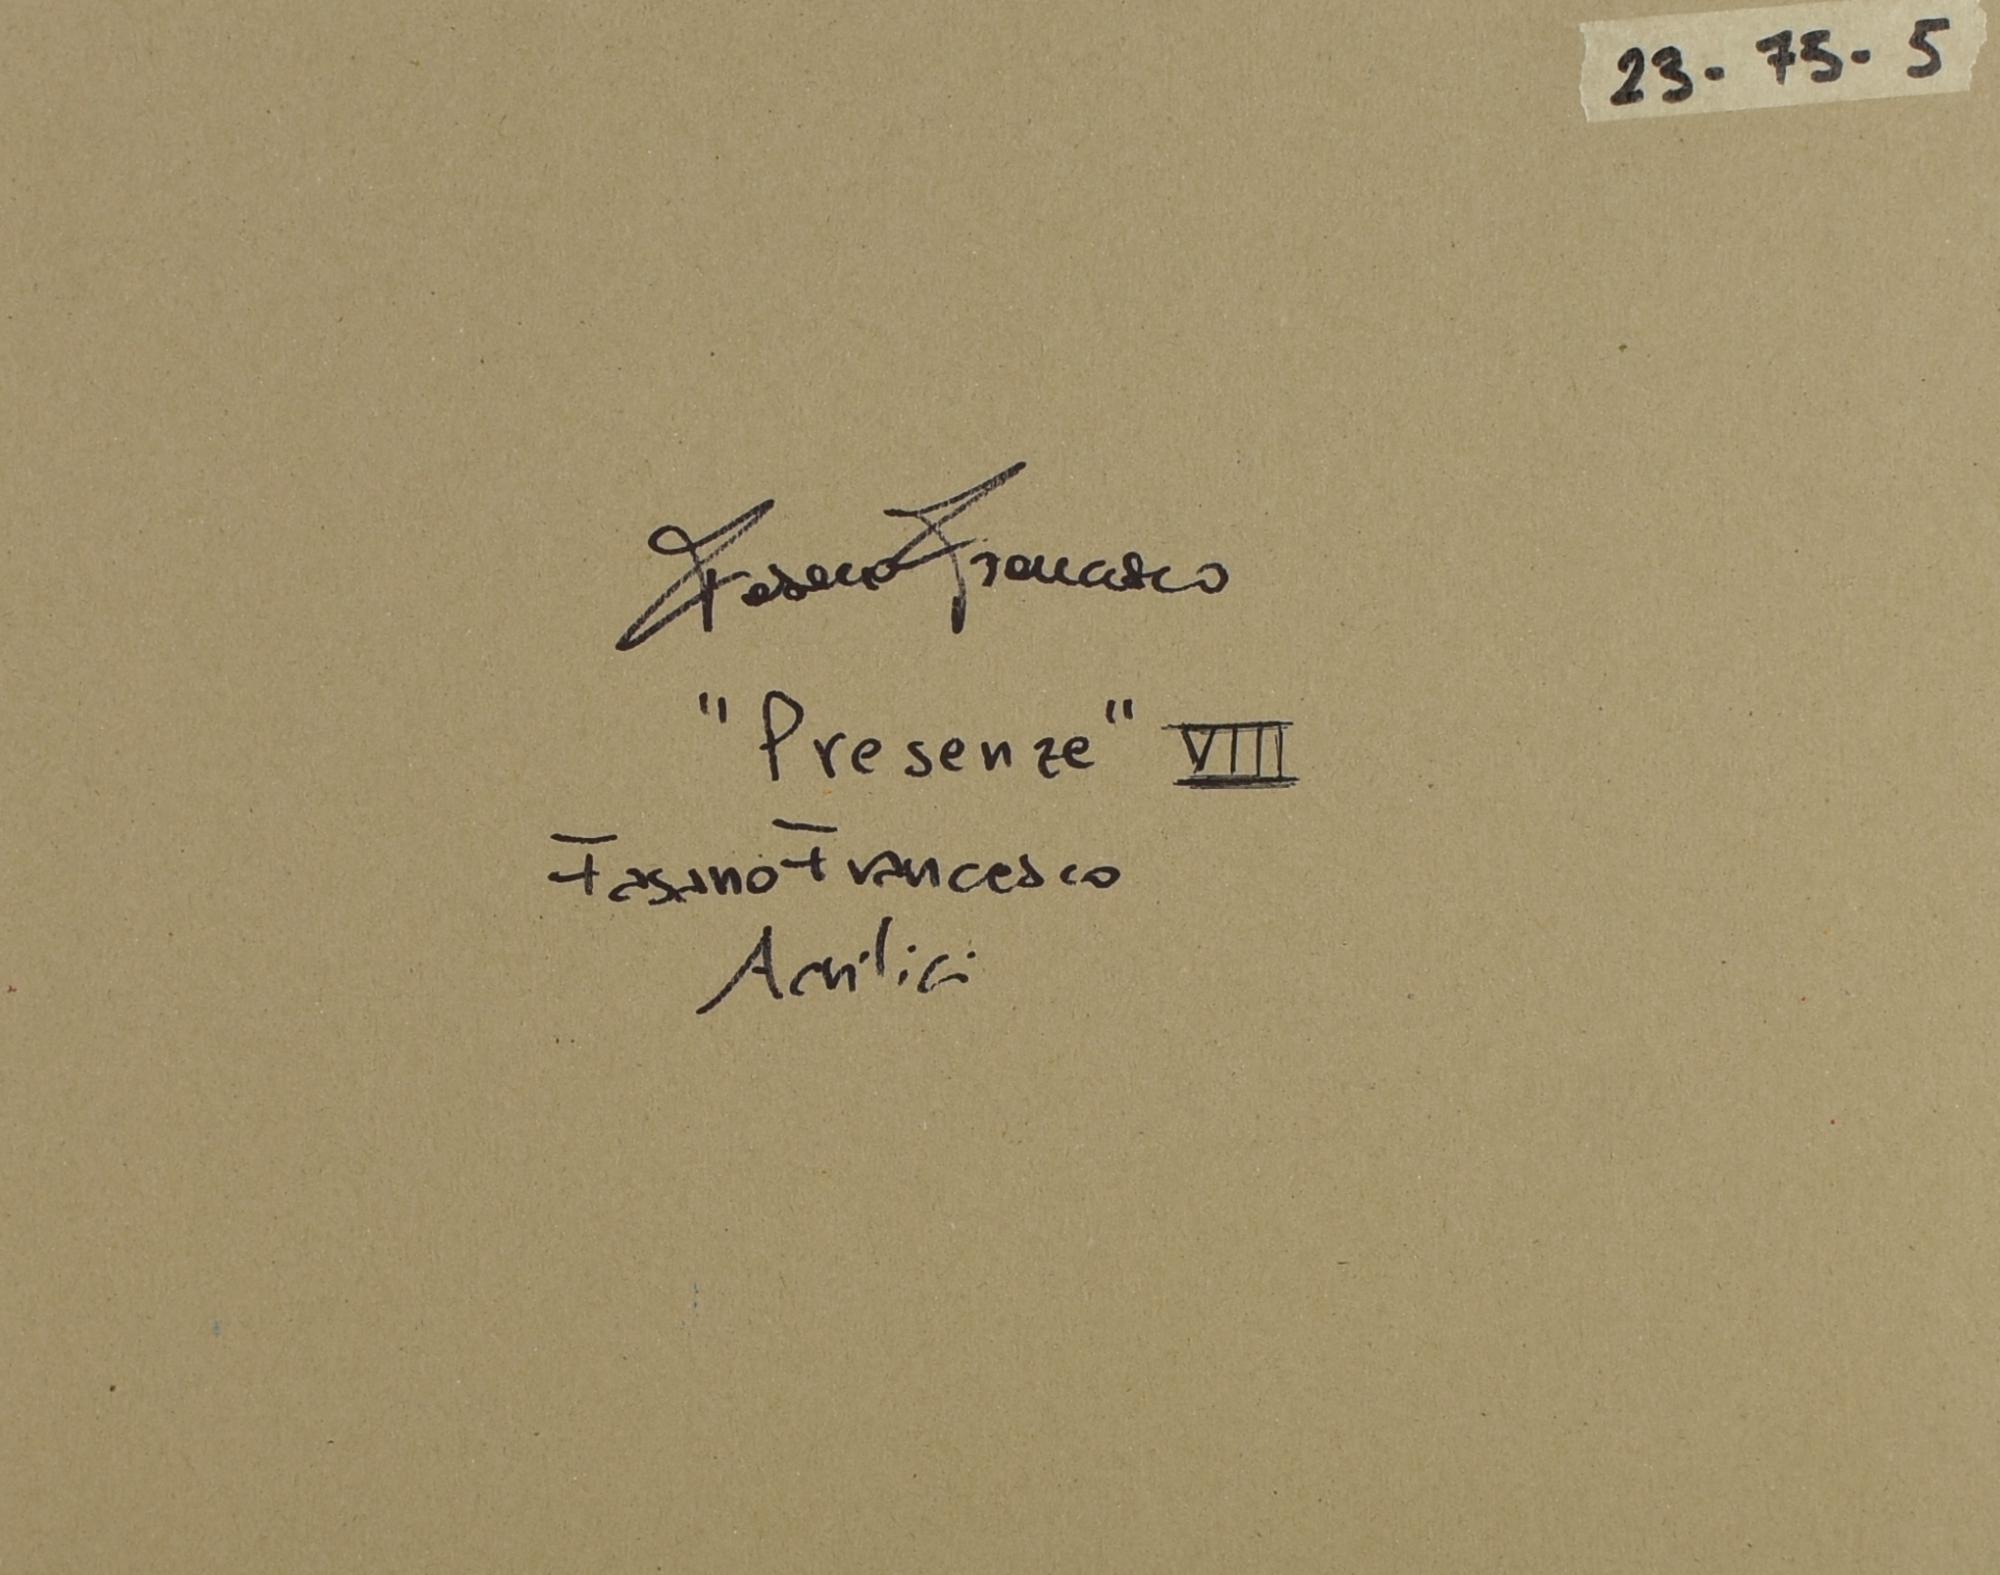 23-75-5
Fasano Francesco
"Presenze" VIII
Fasano Francesco
Acrilici